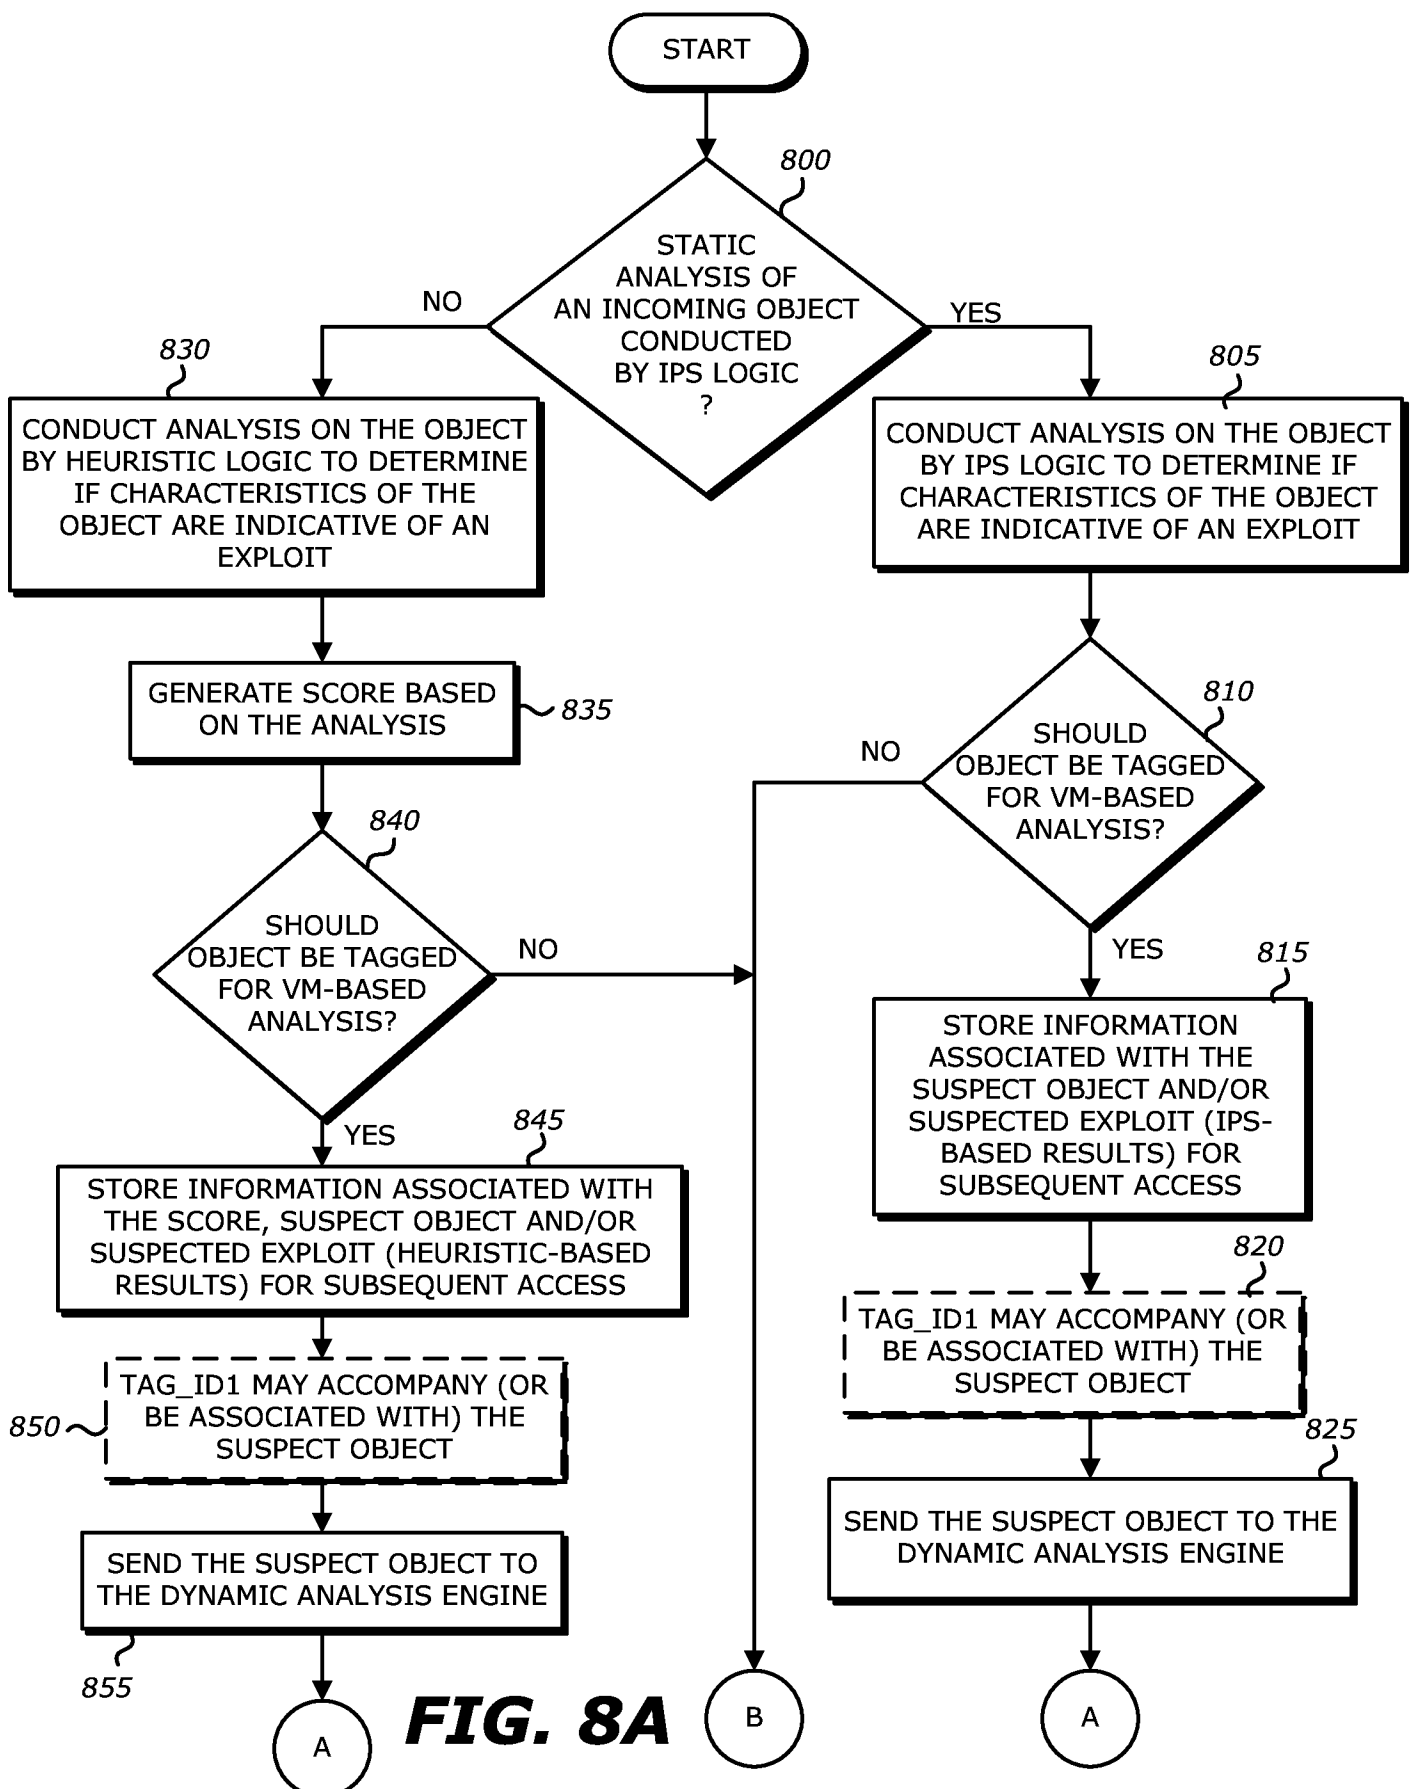 START
800
STATIC
ANALYSIS OF
AN INCOMING OBJECT
CONDUCTED
BY IPS LOGIC
?
NO
YES
830
CONDUCT ANALYSIS ON THE OBJECT
BY HEURISTIC LOGIC TO DETERMINE
IF CHARACTERISTICS OF THE
OBJECT ARE INDICATIVE OF AN
EXPLOIT
805
CONDUCT ANALYSIS ON THE OBJECT
BY IPS LOGIC TO DETERMINE IF
CHARACTERISTICS OF THE OBJECT
ARE INDICATIVE OF AN EXPLOIT
GENERATE SCORE BASED
ON THE ANALYSIS
835
810
SHOULD
OBJECT BE TAGGED
FOR VM-BASED
ANALYSIS?
NO
YES
840
SHOULD
OBJECT BE TAGGED
FOR VM-BASED
ANALYSIS?
NO
YES
815
STORE INFORMATION
ASSOCIATED WITH THE
SUSPECT OBJECT AND/OR
SUSPECTED EXPLOIT (IPS-
BASED RESULTS) FOR
SUBSEQUENT ACCESS
845
STORE INFORMATION ASSOCIATED WITH
THE SCORE, SUSPECT OBJECT AND/OR
SUSPECTED EXPLOIT (HEURISTIC-BASED
RESULTS) FOR SUBSEQUENT ACCESS
820
TAG_ID1 MAY ACCOMPANY (OR
BE ASSOCIATED WITH) THE
SUSPECT OBJECT
850
TAG_ID1 MAY ACCOMPANY (OR
BE ASSOCIATED WITH) THE
SUSPECT OBJECT
825
SEND THE SUSPECT OBJECT TO THE
DYNAMIC ANALYSIS ENGINE
SEND THE SUSPECT OBJECT TO
THE DYNAMIC ANALYSIS ENGINE
855
A
FIG. 8A
B
A